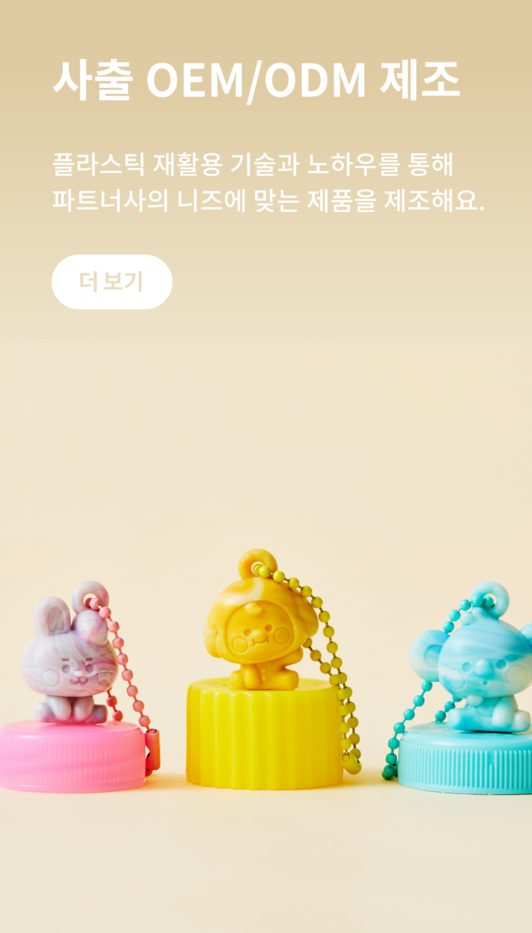 사출 OEM/ODM 제조
플라스틱 재활용 기술과 노하우를 통해
파트너사의 니즈에 맞는 제품을 제조해요.
더 보기